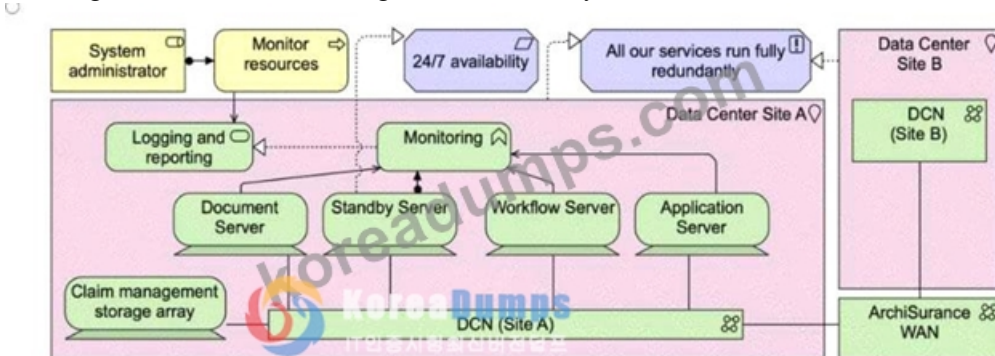 System
administrator
Monitor
resources
24/7 availability
All our services run fully
redundantly
Data Center
Site B
Data Center Site A
DCN
(Site B)
Logging and
reporting
Monitoring
Document
Server
Standby Server
Workflow Server
Application
Server
Claim management
storage array
DCN (Site A)
ArchiSurance
WAN
koreadumps.com
KoreaDumps